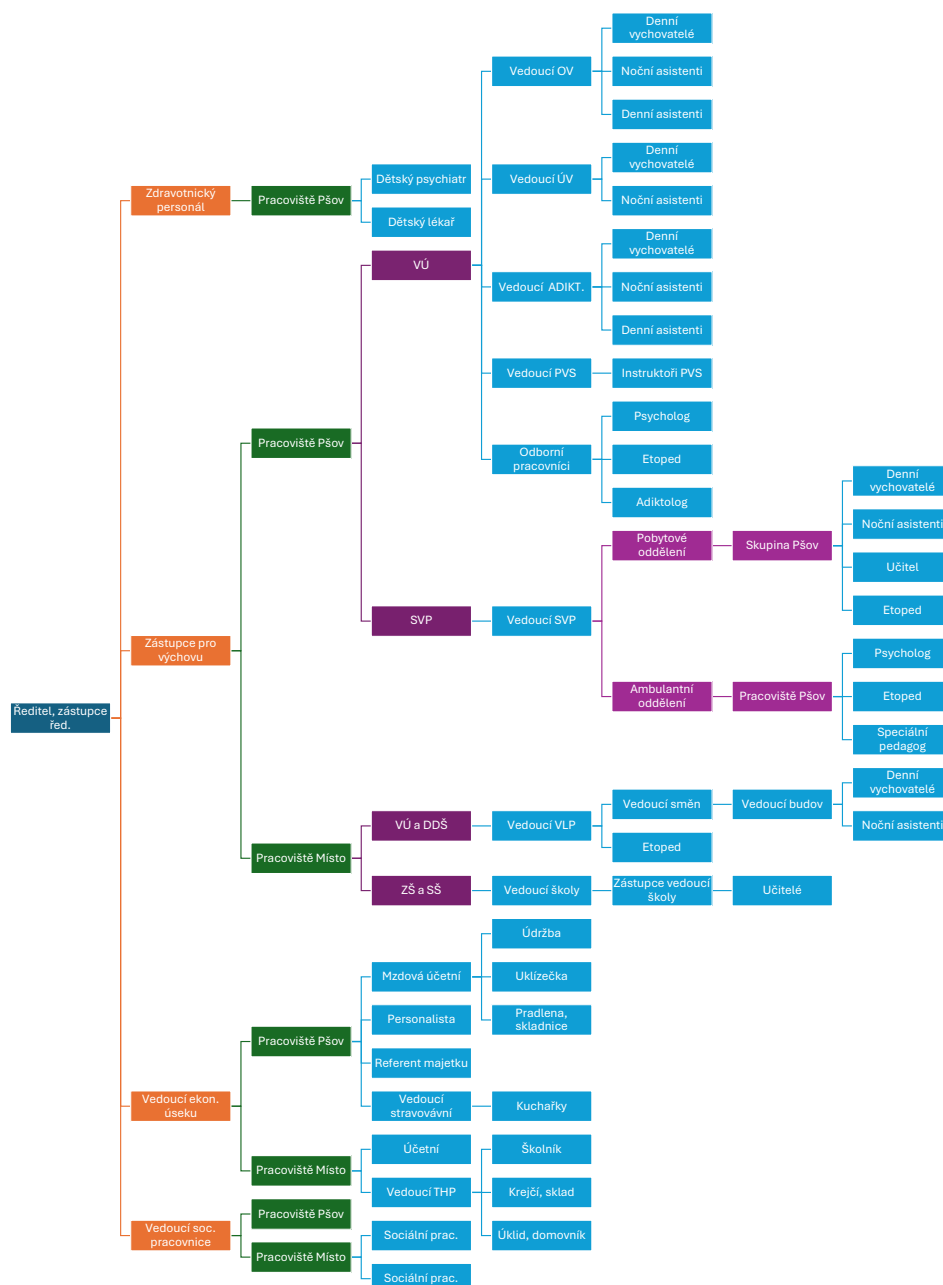 Denní
vychovatelé
Vedoucí OV
Noční asistenti
Denní asistenti
Denní
vychovatelé
Dětský psychiatr
Vedoucí ÚV
Zdravotnický
personál
Pracoviště Pšov
Noční asistenti
Dětský lékař
Denní
vychovatelé
VÚ
Vedoucí  ADIKT.
Noční asistenti
Denní asistenti
Vedoucí PVS
Instruktoři PVS
Psycholog
Pracoviště Pšov
Odborní
pracovníci
Etoped
Denní
vychovatelé
Adiktolog
Noční asistenti
Pobytové
oddělení
Skupina Pšov
Učitel
Etoped
SVP
Vedoucí SVP
Zástupce pro
výchovu
Psycholog
Ambulantní
oddělení
Pracoviště Pšov
Etoped
Ředitel, zástupce
řed.
Speciální
pedagog
Denní
vychovatelé
Vedoucí směn
Vedoucí budov
VÚ a DDŠ
Vedoucí VLP
Noční asistenti
Etoped
Pracoviště Místo
ZŠ a SŠ
Vedoucí školy
Zástupce vedoucí
školy
Učitelé
Údržba
Mzdová účetní
Uklízečka
Personalista
Pradlena,
skladnice
Pracoviště Pšov
Referent majetku
Vedoucí ekon.
úseku
Vedoucí
stravovávní
Kuchařky
Účetní
Školník
Pracoviště Místo
Vedoucí THP
Krejčí, sklad
Pracoviště Pšov
Vedoucí soc.
pracovnice
Sociální prac.
Úklid, domovník
Pracoviště Místo
Sociální prac.